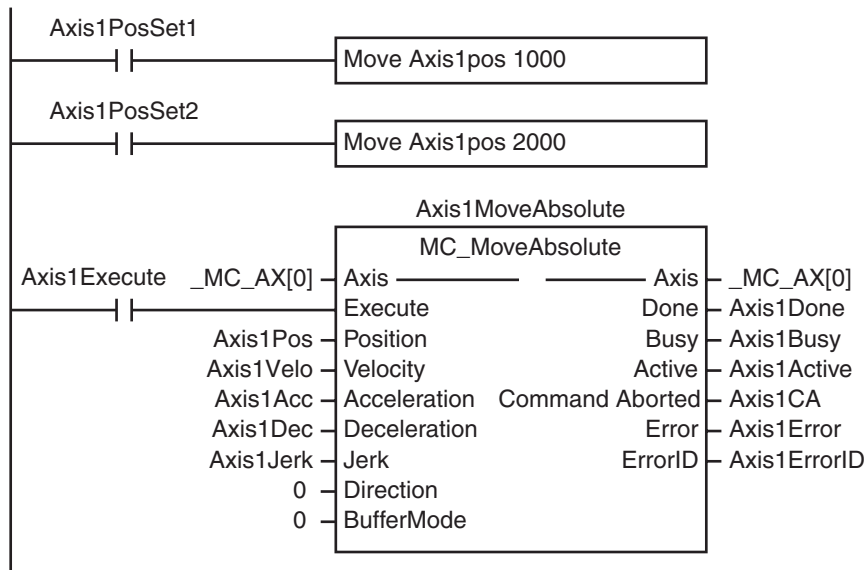 Axis1PosSet1
Move Axis1pos 1000
Axis1PosSet2
Move Axis1pos 2000
Axis1MoveAbsolute
MC_MoveAbsolute
Axis1Execute _MC_AX[0] Axis Axis _MC_AX[0]
Execute Done Axis1Done
Axis1Pos Position Busy Axis1Busy
Axis1Velo Velocity Active Axis1Active
Axis1Acc Acceleration Command Aborted Axis1CA
Axis1Dec Deceleration Error Axis1Error
Axis1Jerk Jerk ErrorID Axis1ErrorID
0 Direction
0 BufferMode